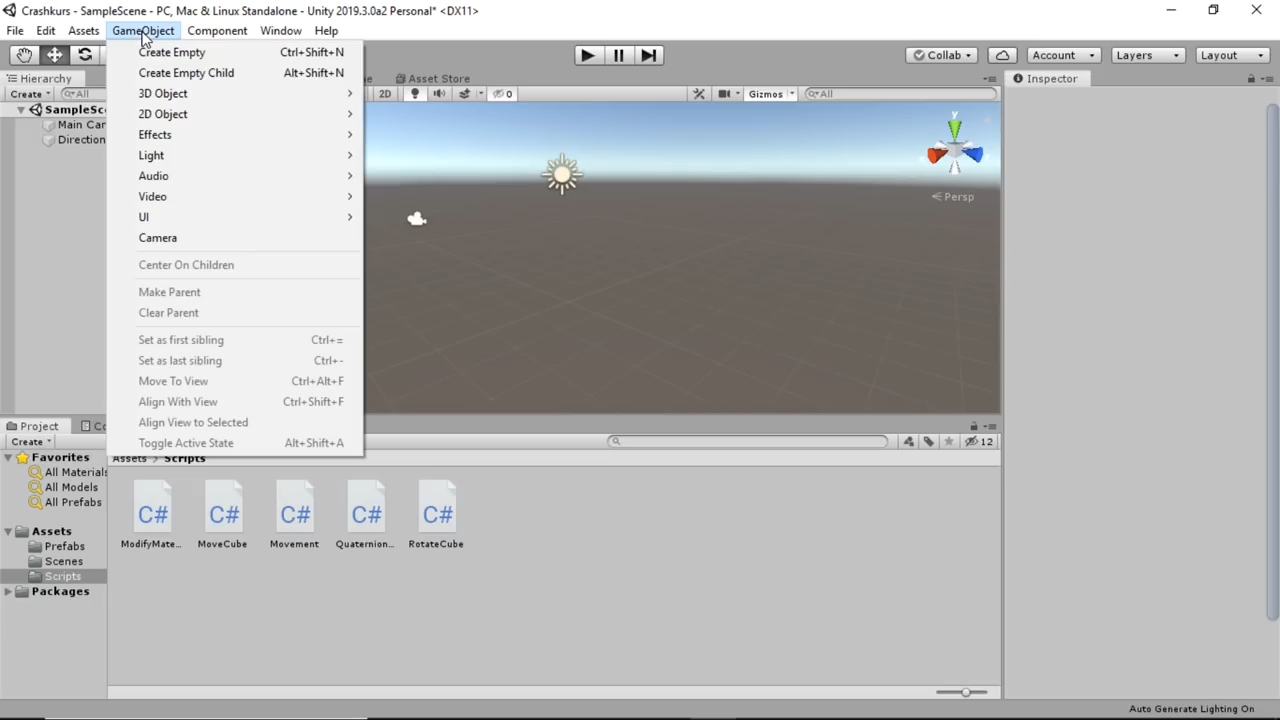 Crashkurs - SampleScene - PC, Mac & Linux Standalone - Unity 2019.3.0a2 Personal* <DX11>
File Edit Assets GameObject Component Window Help
Collab Account Layers Layout
Hierarchy
Asset Store
Inspector
Create All
2D 0 Gizmos All
SampleSc
Main Car
Direction
Create Empty Ctrl+Shift+N
Create Empty Child Alt+Shift+N
3D Object
2D Object
Effects
Light
Audio
Video
UI
Camera
Center On Children
Make Parent
Clear Parent
Set as first sibling Ctrl+=
Set as last sibling Ctrl+-
Move To View Ctrl+Alt+F
Align With View Ctrl+Shift+F
Align View to Selected
Toggle Active State Alt+Shift+A
y
Persp
Project Co
Create 12
Favorites
All Materials
All Models
All Prefabs
Assets
Prefabs
Scenes
Scripts
Packages
Assets > Scripts
C# C# C# C# C#
ModifyMate... MoveCube Movement Quaternion... RotateCube
Auto Generate Lighting On